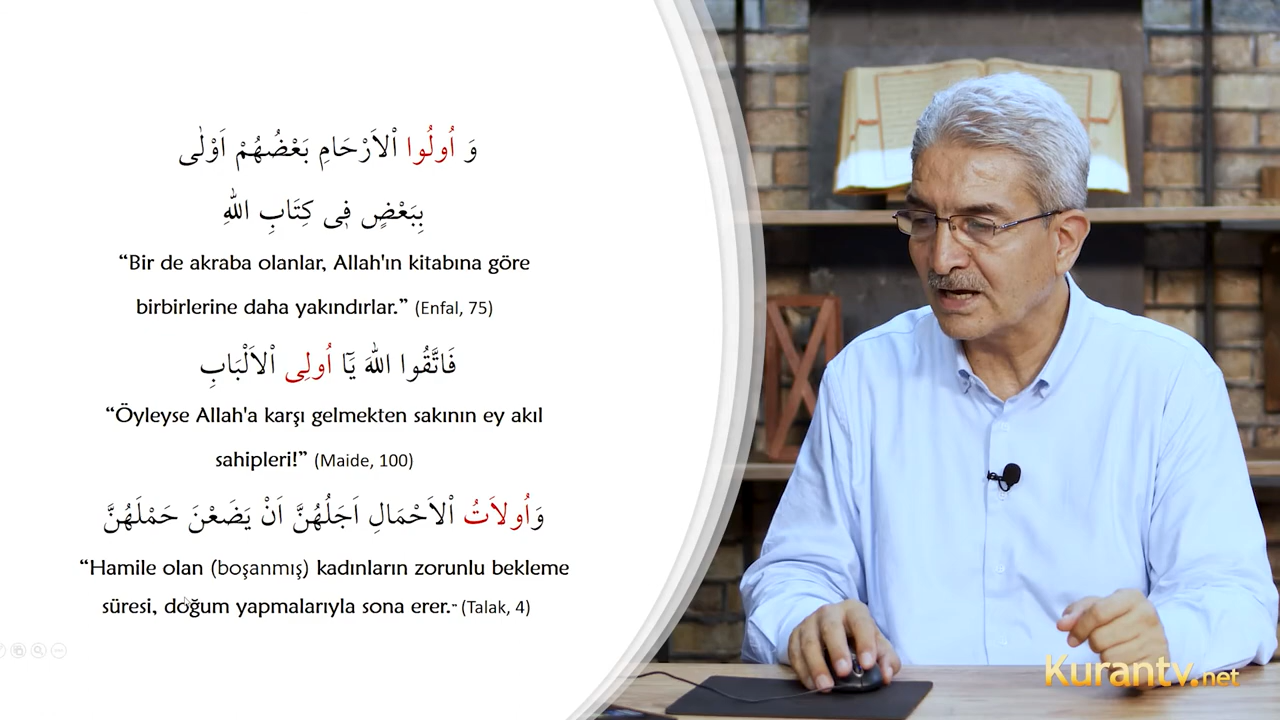 وَ اُولُوا الْاَرْحَامِ بَعْضُهُمْ اَوْلٰى
بِبَعْضٍ فٖى كِتَابِ اللّٰهِ
“Bir de akraba olanlar, Allah'ın kitabına göre
birbirlerine daha yakındırlar.” (Enfal, 75)
فَاتَّقُوا اللّٰهَ يَٓا اُولِى الْاَلْبَابِ
“Öyleyse Allah'a karşı gelmekten sakının ey akıl
sahipleri!” (Maide, 100)
وَاُولَاتُ الْاَحْمَالِ اَجَلُهُنَّ اَنْ يَضَعْنَ حَمْلَهُنَّ
“Hamile olan (boşanmış) kadınların zorunlu bekleme
süresi, doğum yapmalarıyla sona erer.” (Talak, 4)
Kurantv.net